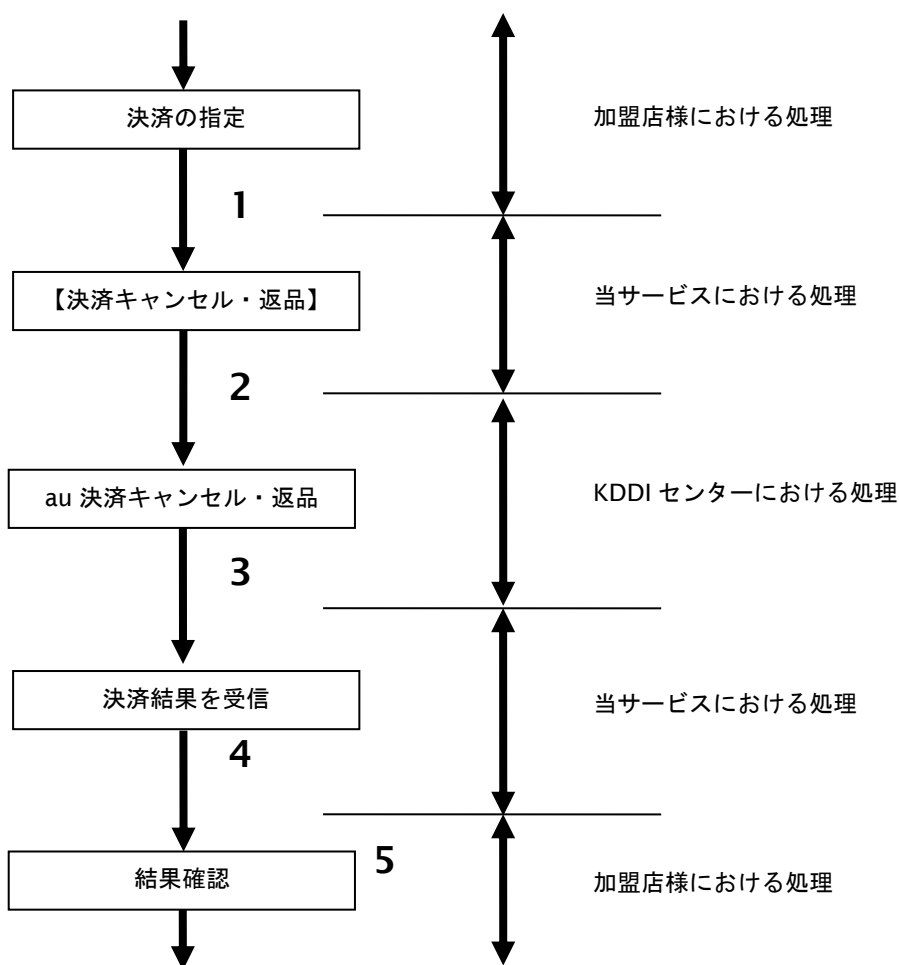 決済の指定
加盟店様における処理
1
【決済キャンセル・返品】
当サービスにおける処理
2
au 決済キャンセル・返品
KDDI センターにおける処理
3
決済結果を受信
当サービスにおける処理
4
5
結果確認
加盟店様における処理